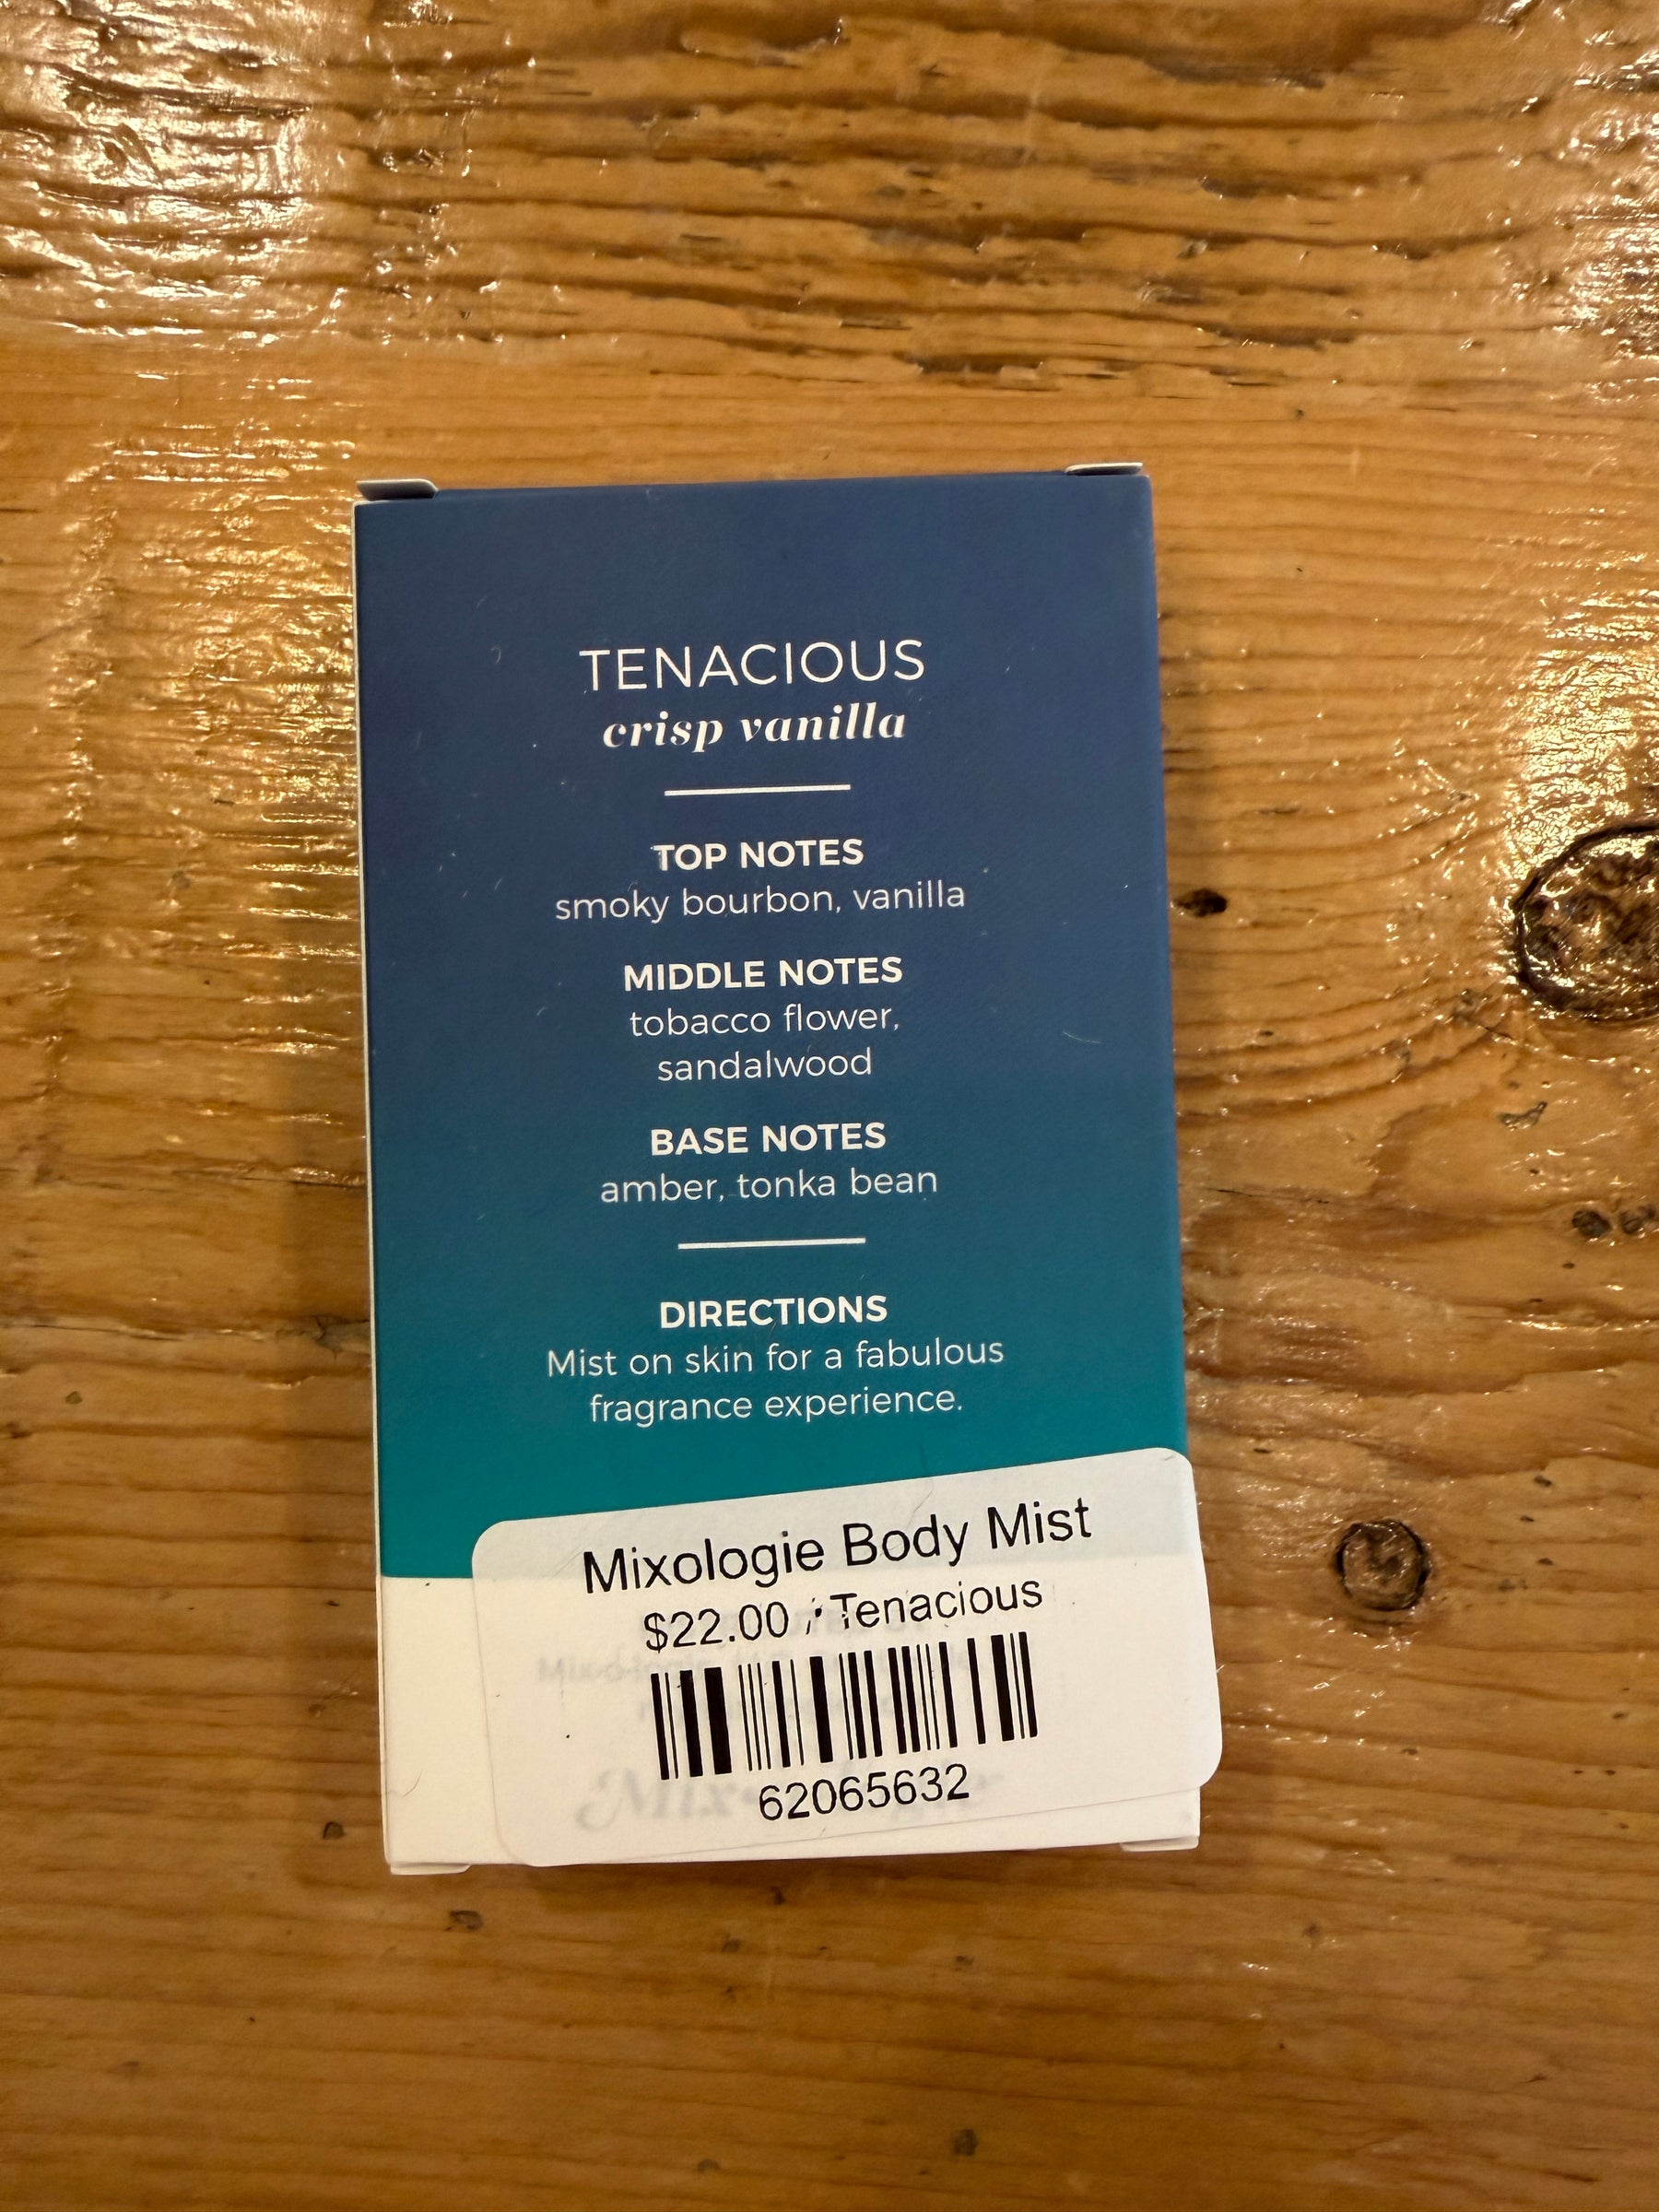 TENACIOUS
crisp vanilla
TOP NOTES
smoky bourbon, vanilla
MIDDLE NOTES
tobacco flower,
sandalwood
BASE NOTES
amber, tonka bean
DIRECTIONS
Mist on skin for a fabulous
fragrance experience.
Mixologie Body Mist
$22.00 / Tenacious
62065632